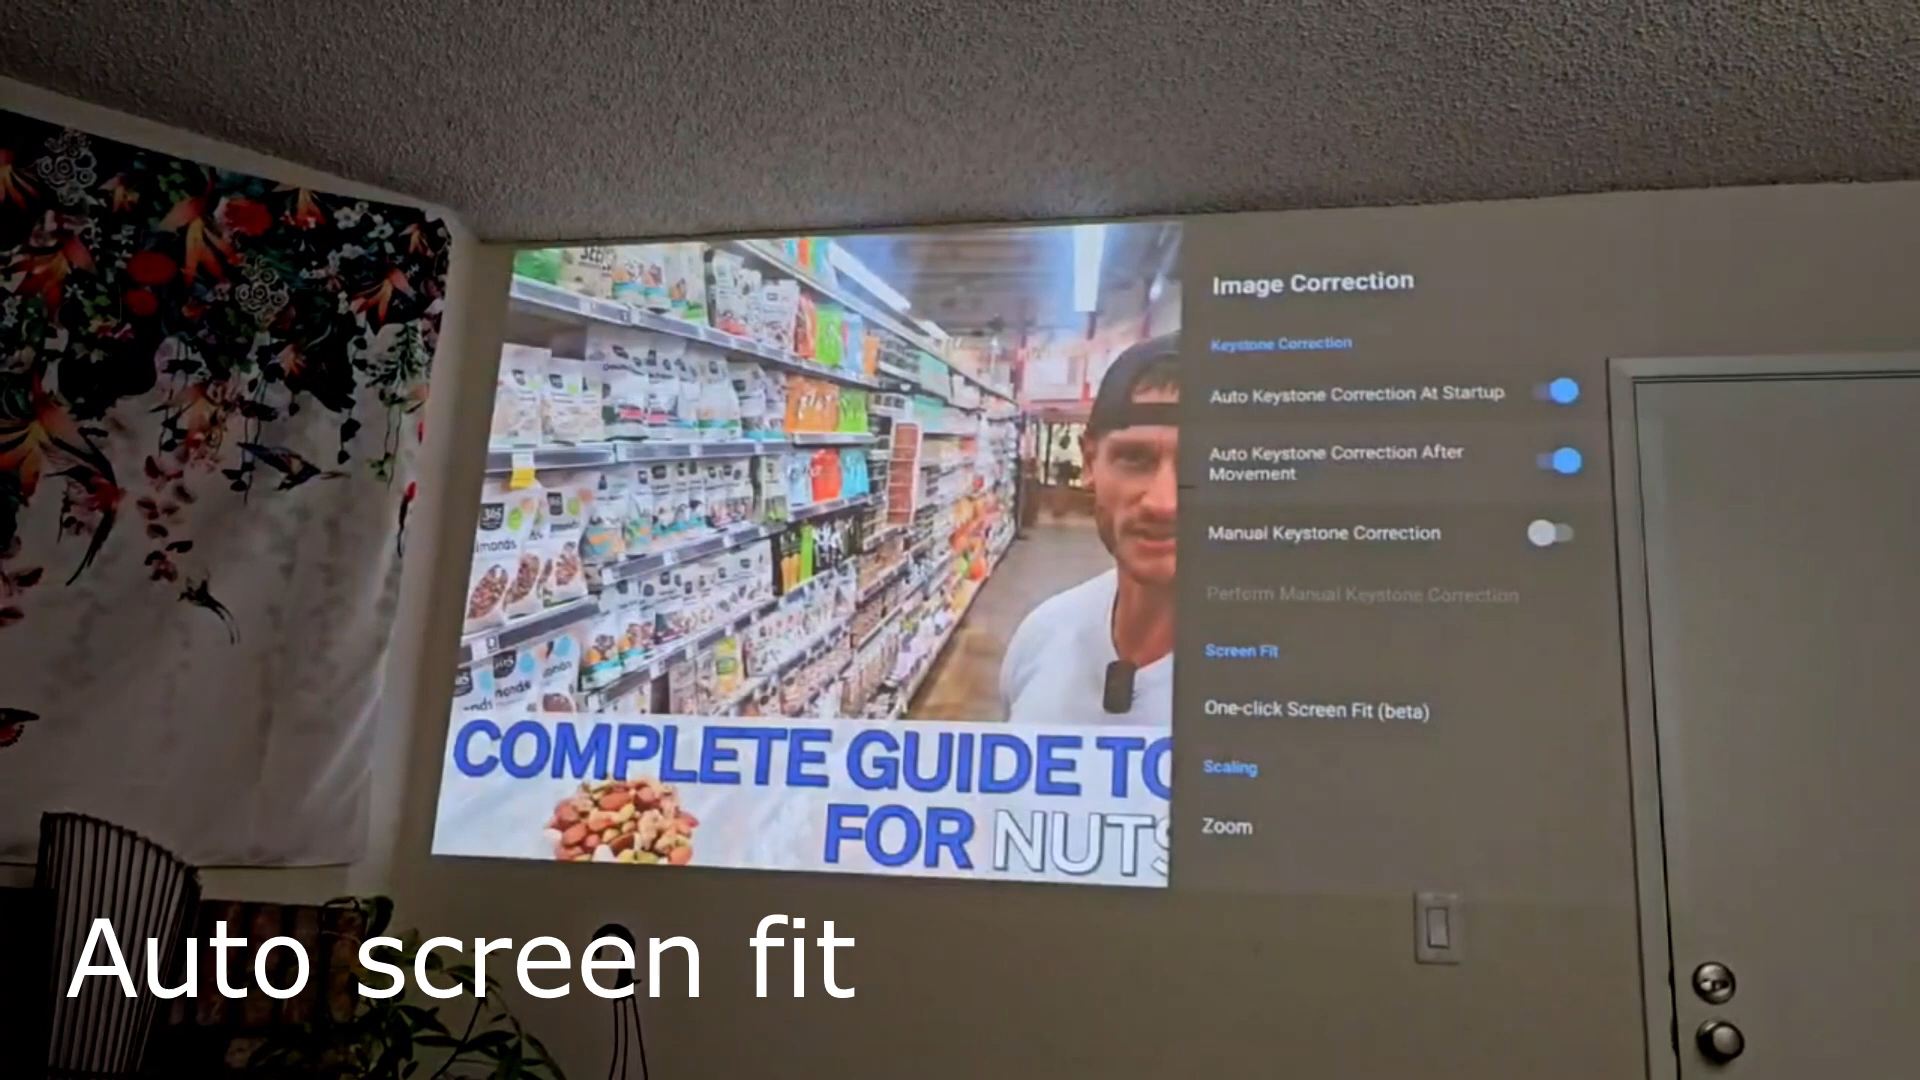 Image Correction
Keystone Correction
Auto Keystone Correction At Startup
Auto Keystone Correction After
Movement
Manual Keystone Correction
Perform Manual Keystone Correction
Screen Fit
One-click Screen Fit (beta)
Scaling
Zoom
365
imonds
COMPLETE GUIDE TO
FOR NUTS
Auto screen fit